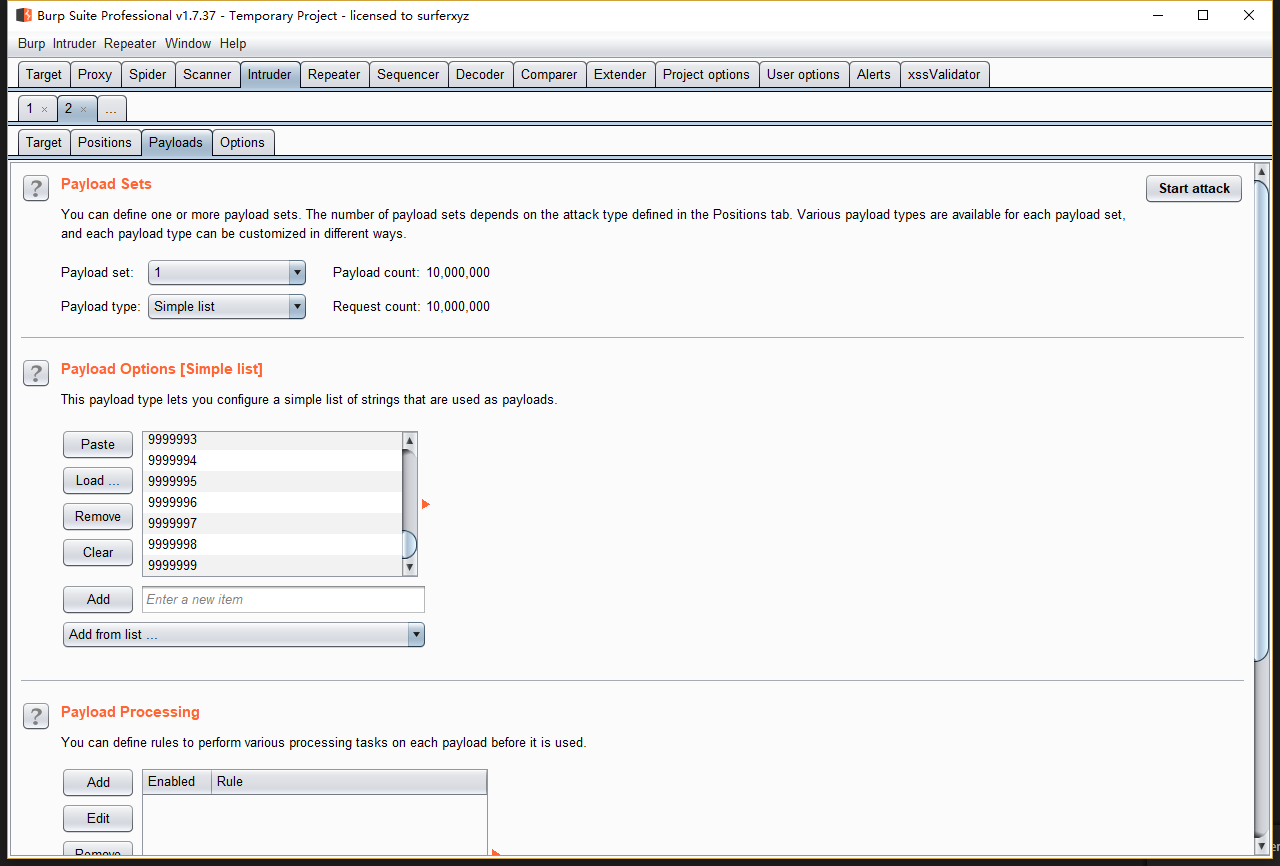 Burp Suite Professional v1.7.37 - Temporary Project - licensed to surferxyz
Burp Intruder Repeater Window Help
Target Proxy Spider Scanner Intruder Repeater Sequencer Decoder Comparer Extender Project options User options Alerts xssValidator
1 × 2 × ...
Target Positions Payloads Options
? Payload Sets Start attack
You can define one or more payload sets. The number of payload sets depends on the attack type defined in the Positions tab. Various payload types are available for each payload set,
and each payload type can be customized in different ways.
Payload set: 1 Payload count: 10,000,000
Payload type: Simple list Request count: 10,000,000
? Payload Options [Simple list]
This payload type lets you configure a simple list of strings that are used as payloads.
Paste
Load ...
Remove
Clear
9999993
9999994
9999995
9999996
9999997
9999998
9999999
Add Enter a new item
Add from list ...
? Payload Processing
You can define rules to perform various processing tasks on each payload before it is used.
Add Enabled Rule
Edit
Remove